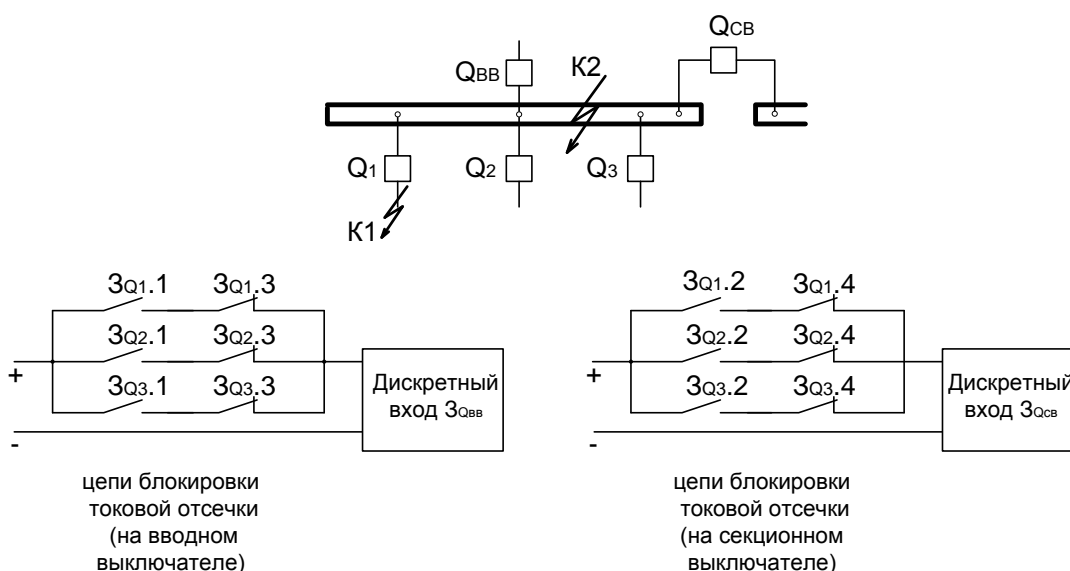 QСВ
QВВ
К2
Q1
Q2
Q3
К1
ЗQ1.1 ЗQ1.3
ЗQ2.1 ЗQ2.3
ЗQ3.1 ЗQ3.3
+
-
Дискретный
вход ЗQвв
цепи блокировки
токовой отсечки
(на вводном
выключателе)
ЗQ1.2 ЗQ1.4
ЗQ2.2 ЗQ2.4
ЗQ3.2 ЗQ3.4
+
-
Дискретный
вход ЗQсв
цепи блокировки
токовой отсечки
(на секционном
выключателе)